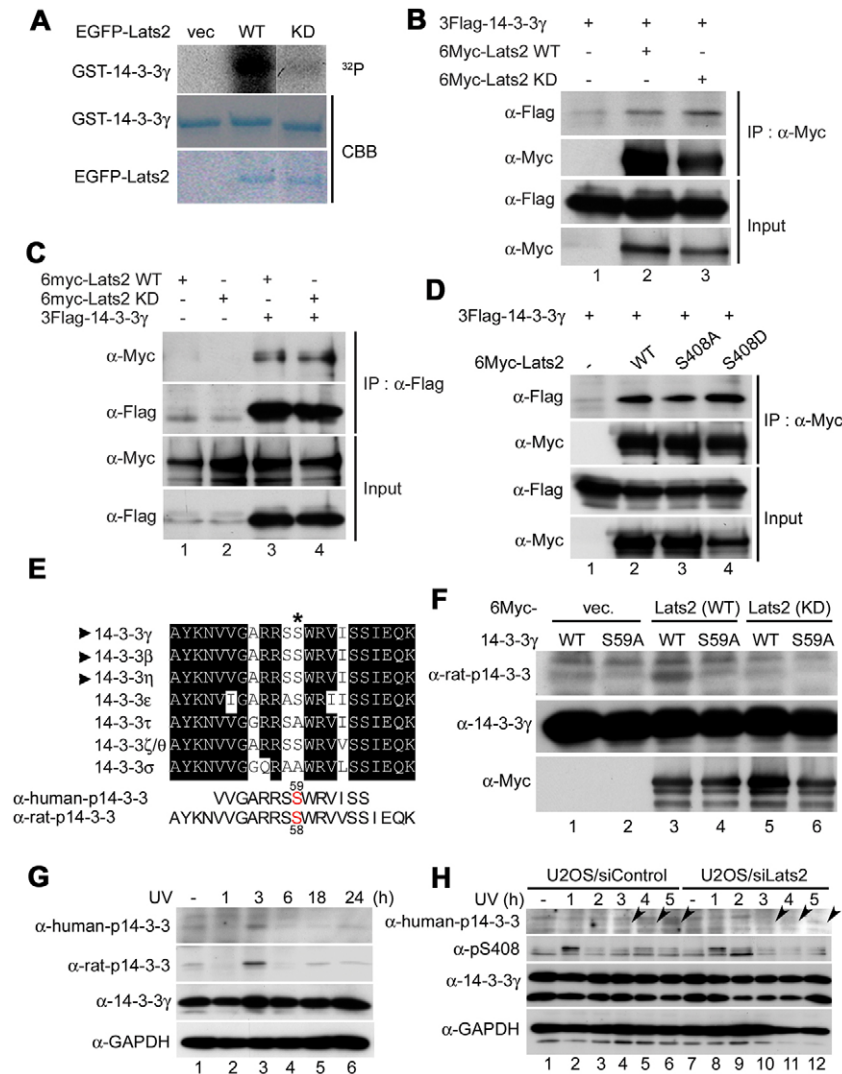 A
EGFP-Lats2 vec WT KD
GST-14-3-3γ ³²P
GST-14-3-3γ
CBB
EGFP-Lats2
B
3Flag-14-3-3γ + + +
6Myc-Lats2 WT - + -
6Myc-Lats2 KD - - +
α-Flag
IP : α-Myc
α-Myc
α-Flag
Input
α-Myc
1 2 3
C
6myc-Lats2 WT + - + -
6myc-Lats2 KD - + - +
3Flag-14-3-3γ - - + +
α-Myc
IP : α-Flag
α-Flag
α-Myc
Input
α-Flag
1 2 3 4
D
3Flag-14-3-3γ + + + +
6Myc-Lats2 - WT S408A S408D
α-Flag
IP : α-Myc
α-Myc
α-Flag
Input
α-Myc
1 2 3 4
E
*
14-3-3γ AYKNVVGARRSSWRVISSIEQK
14-3-3β AYKNVVGARRSSWRVISSIEQK
14-3-3η AYKNVVGARRSSWRVISSIEQK
14-3-3ε AYKNVIGARRASWRIISSIEQK
14-3-3τ AYKNVVGGRRSAWRVISSIEQK
14-3-3ζ/θ AYKNVVGARRSSWRVVSSIEQK
14-3-3σ AYKNVVGGQRAAWRVLSSIEQK
59
α-human-p14-3-3 VVGARRSSWRVISS
α-rat-p14-3-3 AYKNVVGARRSSWRVVSSIEQK
58
F
6Myc- vec. Lats2 (WT) Lats2 (KD)
14-3-3γ WT S59A WT S59A WT S59A
α-rat-p14-3-3
α-14-3-3γ
α-Myc
1 2 3 4 5 6
G
UV - 1 3 6 18 24 (h)
α-human-p14-3-3
α-rat-p14-3-3
α-14-3-3γ
α-GAPDH
1 2 3 4 5 6
H
U2OS/siControl U2OS/siLats2
UV (h) - 1 2 3 4 5 - 1 2 3 4 5
α-human-p14-3-3
α-pS408
α-14-3-3γ
α-GAPDH
1 2 3 4 5 6 7 8 9 10 11 12